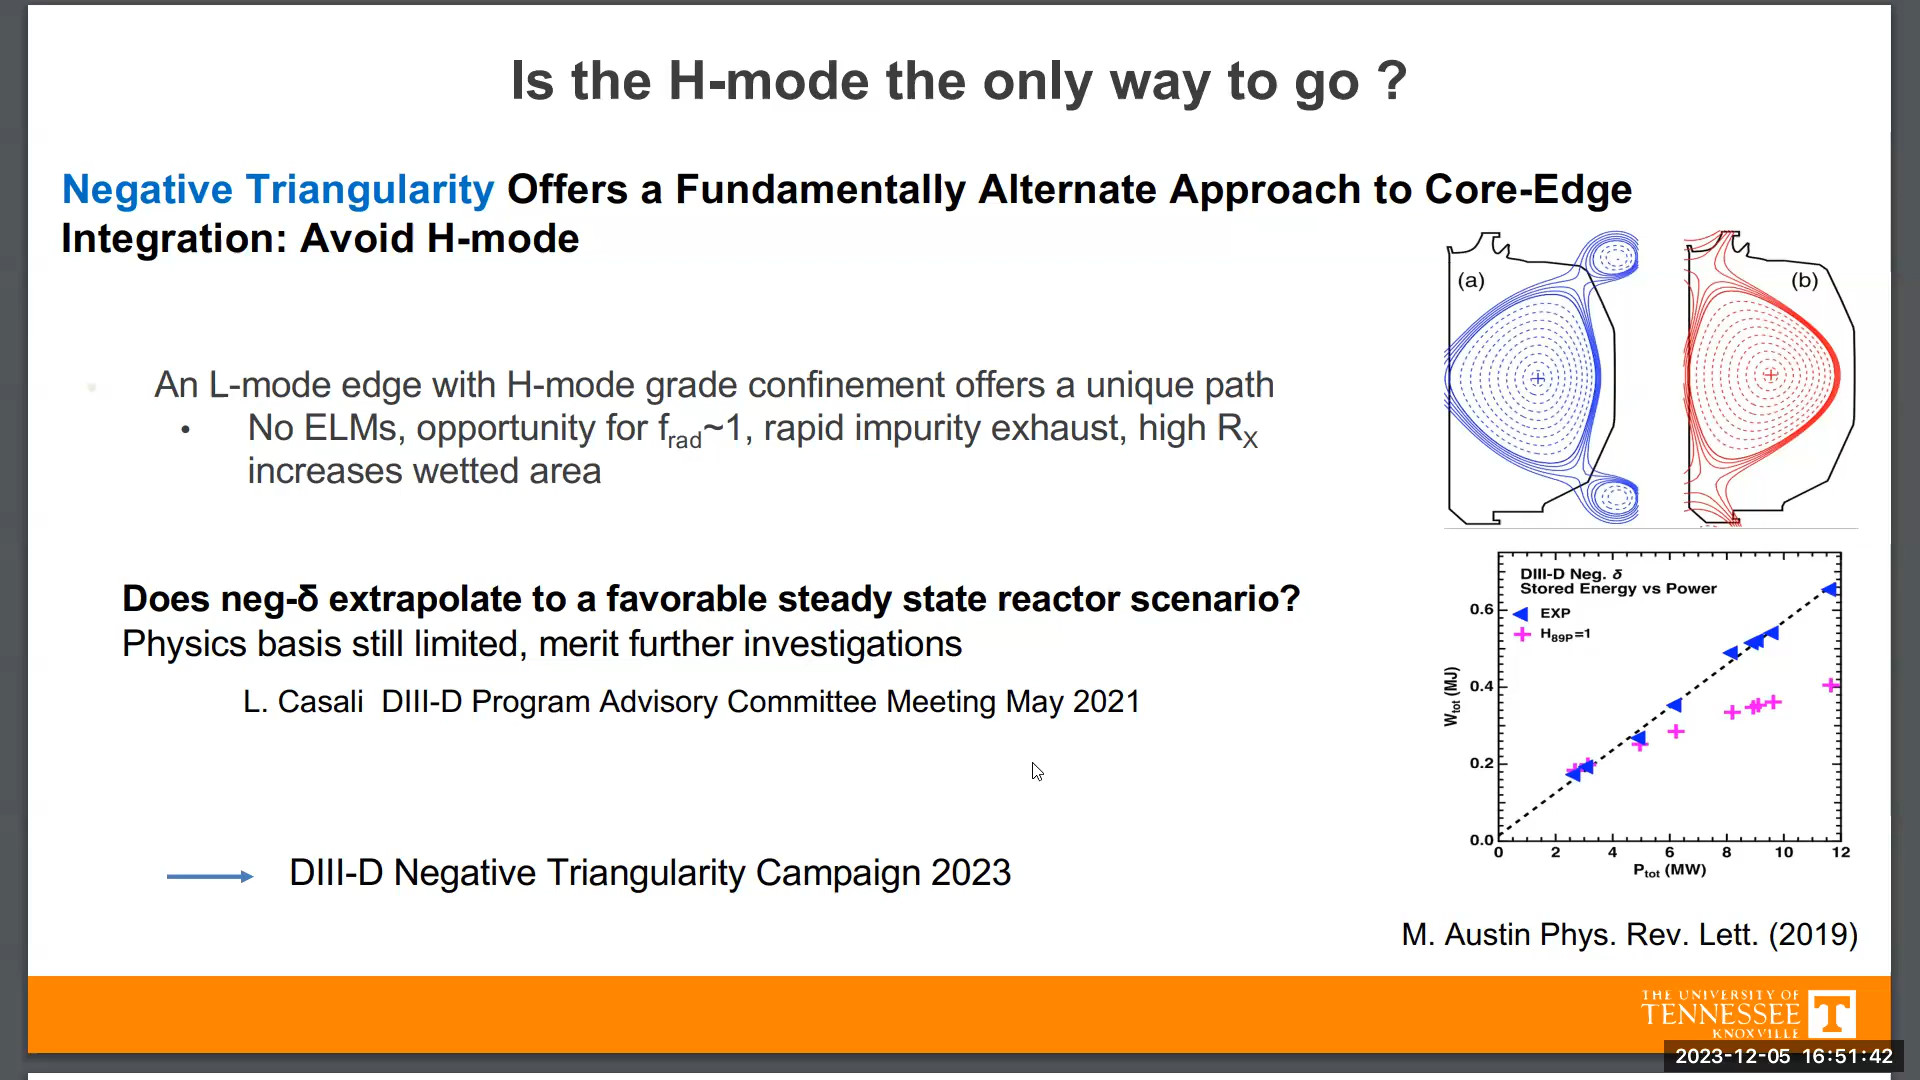 Is the H-mode the only way to go ?
Negative Triangularity Offers a Fundamentally Alternate Approach to Core-Edge
Integration: Avoid H-mode
An L-mode edge with H-mode grade confinement offers a unique path
• No ELMs, opportunity for frad~1, rapid impurity exhaust, high RX
increases wetted area
(a)
(b)
Does neg-δ extrapolate to a favorable steady state reactor scenario?
Physics basis still limited, merit further investigations
L. Casali DIII-D Program Advisory Committee Meeting May 2021
DIII-D Negative Triangularity Campaign 2023
DIII-D Neg. δ
Stored Energy vs Power
EXP
H89P=1
Wtot (MJ)
0.6
0.4
0.2
0.0
0 2 4 6 8 10 12
Ptot (MW)
M. Austin Phys. Rev. Lett. (2019)
THE UNIVERSITY OF
TENNESSEE
KNOXVILLE
T
2023-12-05 16:51:42